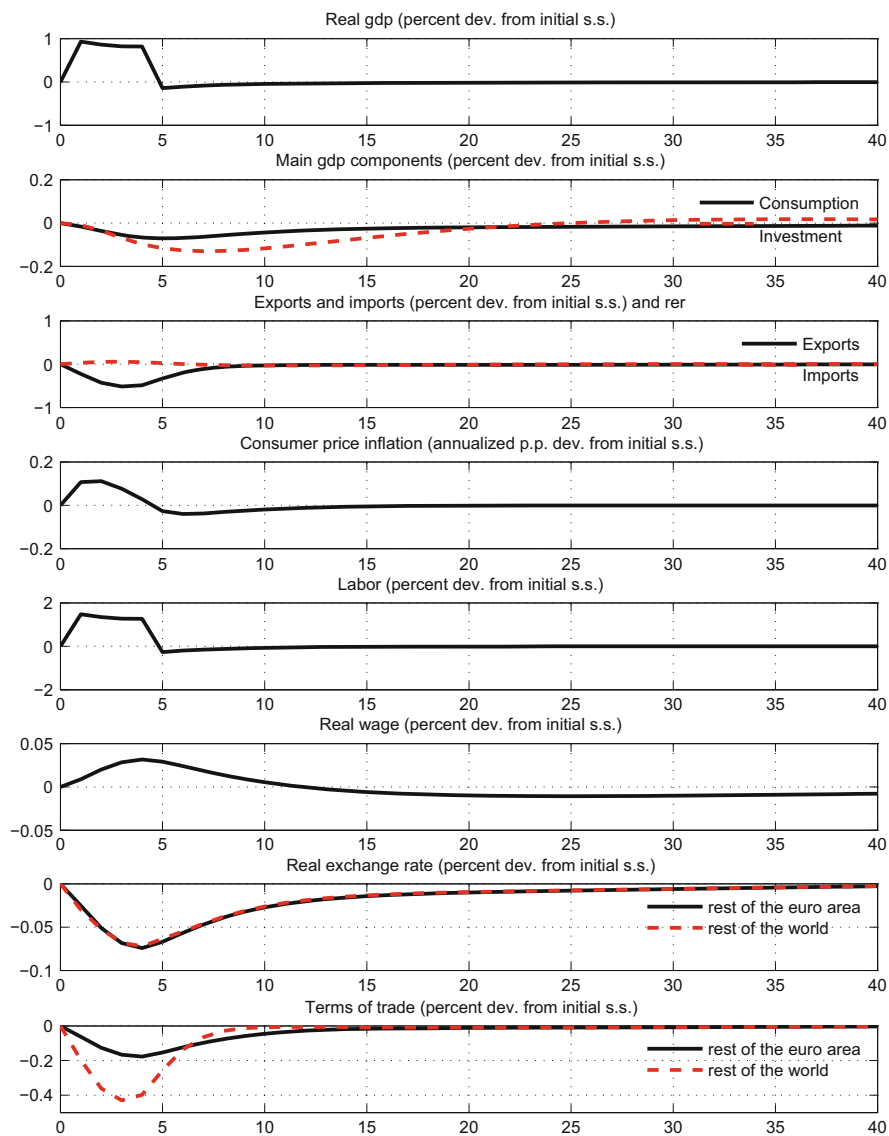 Real gdp (percent dev. from initial s.s.)
1
0
−1
0 5 10 15 20 25 30 35 40
Main gdp components (percent dev. from initial s.s.)
0.2
Consumption
0
Investment
−0.2
0 5 10 15 20 25 30 35 40
Exports and imports (percent dev. from initial s.s.) and rer
1
Exports
0
Imports
−1
0 5 10 15 20 25 30 35 40
Consumer price inflation (annualized p.p. dev. from initial s.s.)
0.2
0
−0.2
0 5 10 15 20 25 30 35 40
Labor (percent dev. from initial s.s.)
2
0
−2
0 5 10 15 20 25 30 35 40
Real wage (percent dev. from initial s.s.)
0.05
0
−0.05
0 5 10 15 20 25 30 35 40
Real exchange rate (percent dev. from initial s.s.)
0
rest of the euro area
−0.05
rest of the world
−0.1
0 5 10 15 20 25 30 35 40
Terms of trade (percent dev. from initial s.s.)
0
rest of the euro area
−0.2
rest of the world
−0.4
0 5 10 15 20 25 30 35 40